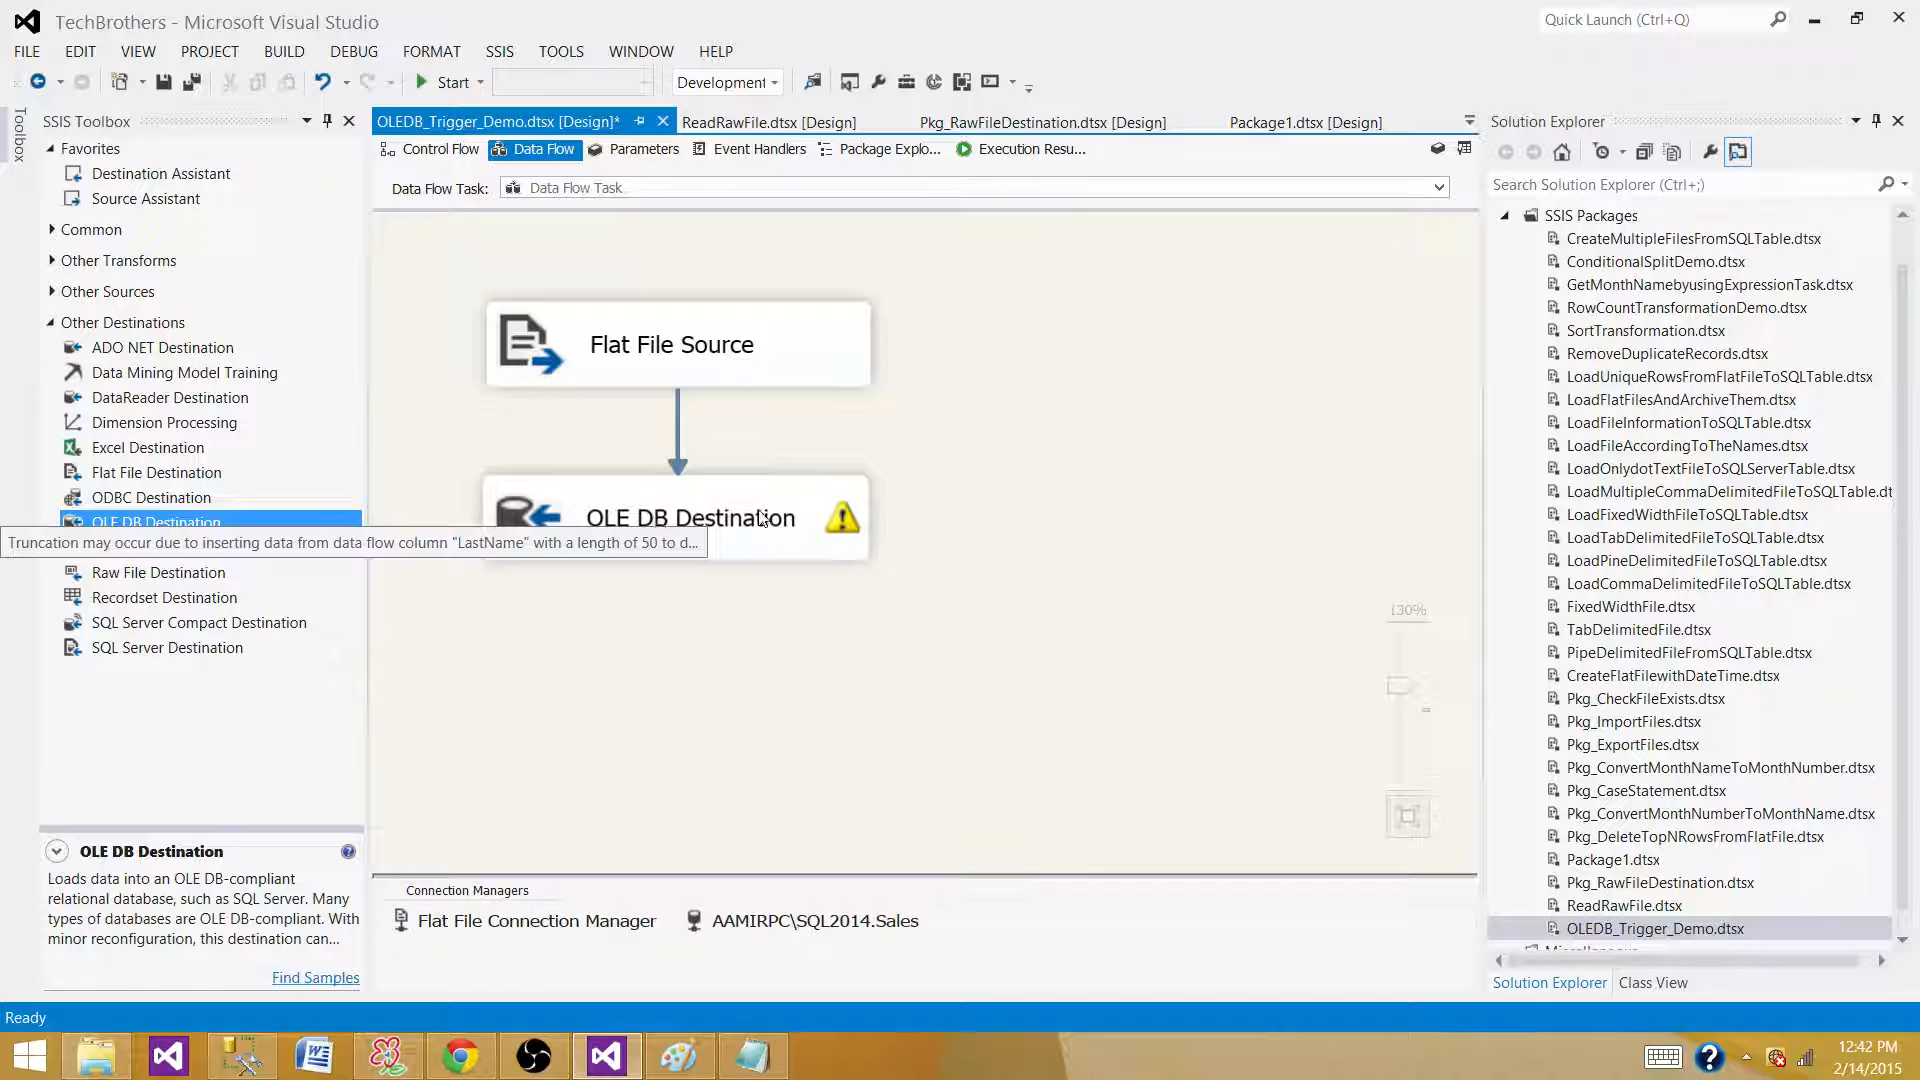 TechBrothers - Microsoft Visual Studio
Quick Launch (Ctrl+Q)
FILE EDIT VIEW PROJECT BUILD DEBUG FORMAT SSIS TOOLS WINDOW HELP
Start
Development
Toolbox
SSIS Toolbox
OLEDB_Trigger_Demo.dtsx [Design]*
ReadRawFile.dtsx [Design]
Pkg_RawFileDestination.dtsx [Design]
Package1.dtsx [Design]
Solution Explorer
Control Flow
Data Flow
Parameters
Event Handlers
Package Explo...
Execution Resu...
Data Flow Task:
Data Flow Task
Search Solution Explorer (Ctrl+;)
Favorites
Destination Assistant
Source Assistant
Common
Other Transforms
Other Sources
Other Destinations
ADO NET Destination
Data Mining Model Training
DataReader Destination
Dimension Processing
Excel Destination
Flat File Destination
ODBC Destination
OLE DB Destination
Truncation may occur due to inserting data from data flow column "LastName" with a length of 50 to d...
Raw File Destination
Recordset Destination
SQL Server Compact Destination
SQL Server Destination
Flat File Source
OLE DB Destination
130%
SSIS Packages
CreateMultipleFilesFromSQLTable.dtsx
ConditionalSplitDemo.dtsx
GetMonthNamebyusingExpressionTask.dtsx
RowCountTransformationDemo.dtsx
SortTransformation.dtsx
RemoveDuplicateRecords.dtsx
LoadUniqueRowsFromFlatFileToSQLTable.dtsx
LoadFlatFilesAndArchiveThem.dtsx
LoadFileInformationToSQLTable.dtsx
LoadFileAccordingToTheNames.dtsx
LoadOnlydotTextFileToSQLServerTable.dtsx
LoadMultipleCommaDelimitedFileToSQLTable.dt
LoadFixedWidthFileToSQLTable.dtsx
LoadTabDelimitedFileToSQLTable.dtsx
LoadPineDelimitedFileToSQLTable.dtsx
LoadCommaDelimitedFileToSQLTable.dtsx
FixedWidthFile.dtsx
TabDelimitedFile.dtsx
PipeDelimitedFileFromSQLTable.dtsx
CreateFlatFilewithDateTime.dtsx
Pkg_CheckFileExists.dtsx
Pkg_ImportFiles.dtsx
Pkg_ExportFiles.dtsx
Pkg_ConvertMonthNameToMonthNumber.dtsx
Pkg_CaseStatement.dtsx
Pkg_ConvertMonthNumberToMonthName.dtsx
Pkg_DeleteTopNRowsFromFlatFile.dtsx
Package1.dtsx
Pkg_RawFileDestination.dtsx
ReadRawFile.dtsx
OLEDB_Trigger_Demo.dtsx
OLE DB Destination
Loads data into an OLE DB-compliant
relational database, such as SQL Server. Many
types of databases are OLE DB-compliant. With
minor reconfiguration, this destination can...
Find Samples
Connection Managers
Flat File Connection Manager
AAMIRPC\SQL2014.Sales
Solution Explorer
Class View
Ready
12:42 PM
2/14/2015